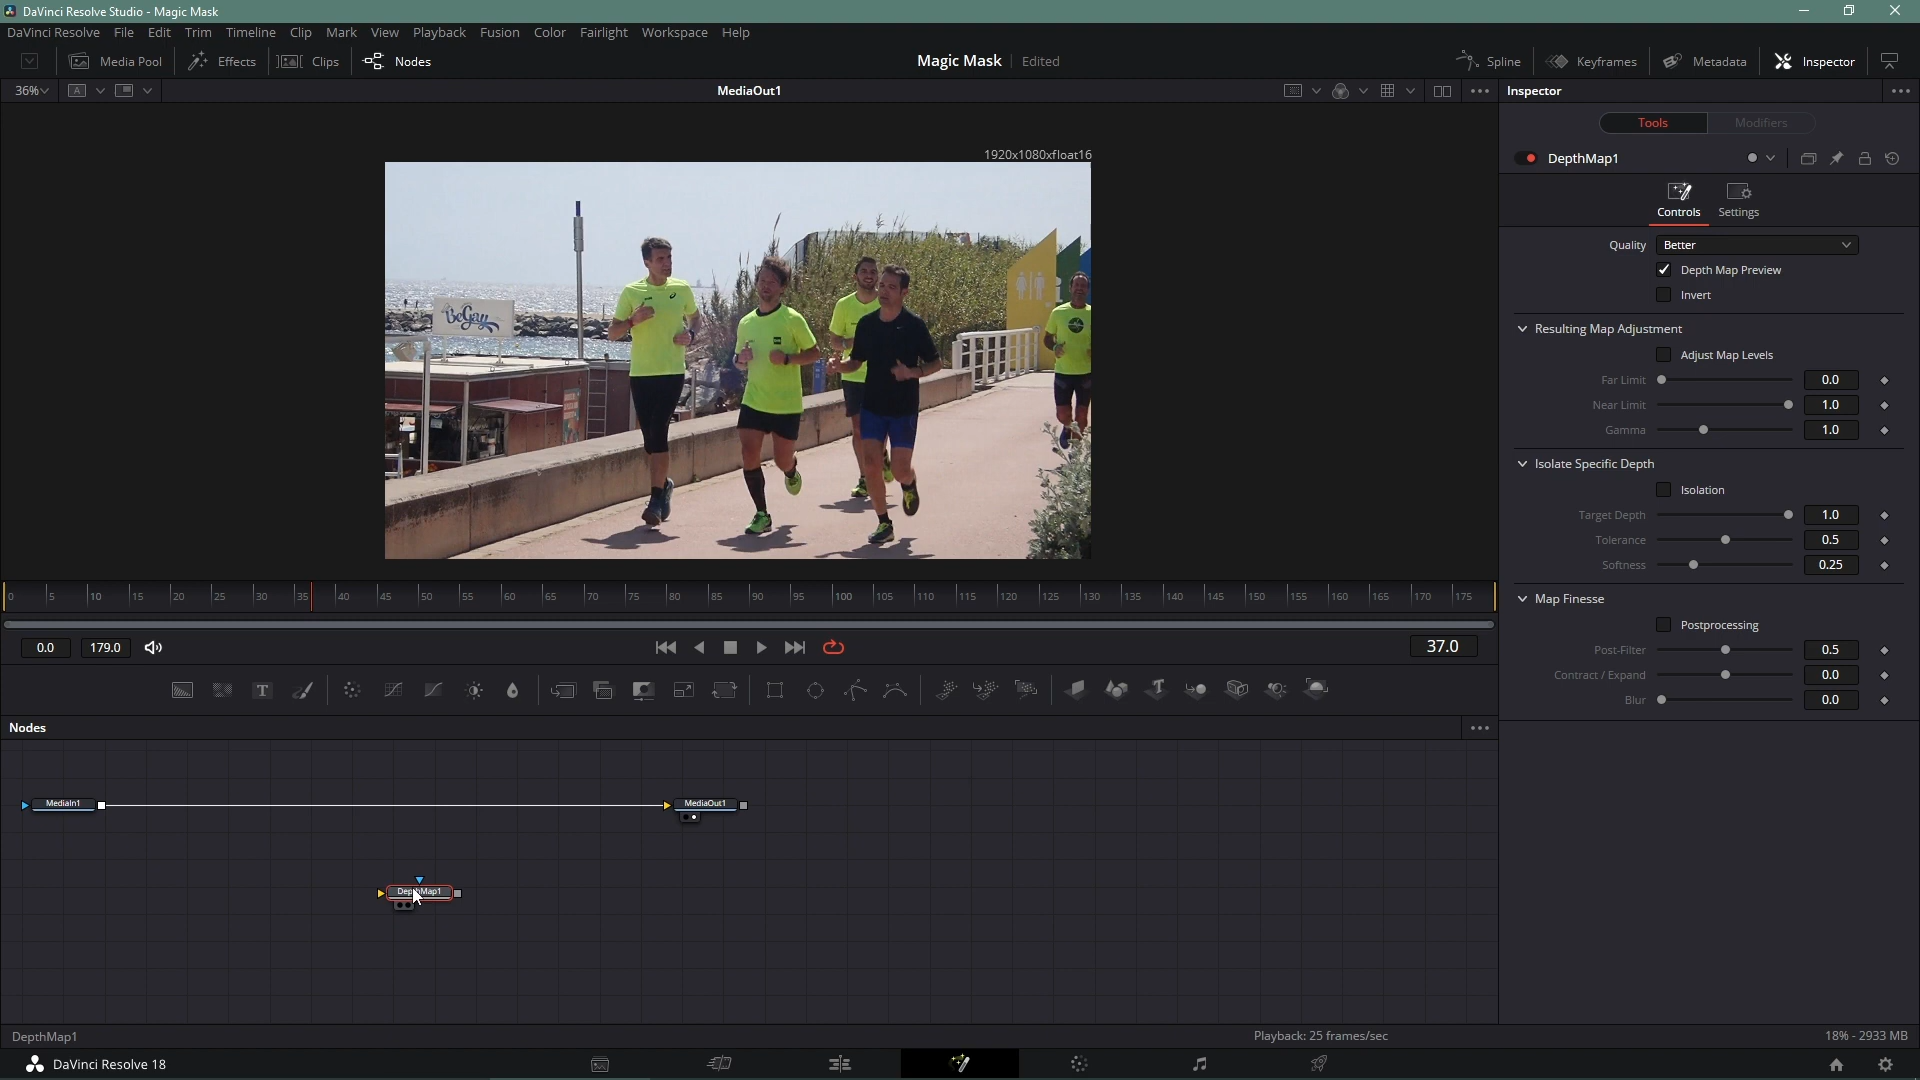 DaVinci Resolve Studio - Magic Mask
DaVinci Resolve File Edit Trim Timeline Clip Mark View Playback Fusion Color Fairlight Workspace Help
Media Pool Effects Clips Nodes Magic Mask Edited Spline Keyframes Metadata Inspector
36% A MediaOut1 Inspector
Tools Modifiers
1920x1080xfloat16
DepthMap1
Controls Settings
Quality Better
Depth Map Preview
Invert
Resulting Map Adjustment
Adjust Map Levels
Far Limit 0.0
Near Limit 1.0
Gamma 1.0
Isolate Specific Depth
Isolation
Target Depth 1.0
Tolerance 0.5
Softness 0.25
Map Finesse
Postprocessing
Post-Filter 0.5
Contract / Expand 0.0
Blur 0.0
BeGay
0 5 10 15 20 25 30 35 40 45 50 55 60 65 70 75 80 85 90 95 100 105 110 115 120 125 130 135 140 145 150 155 160 165 170 175
0.0 179.0 37.0
T
Nodes
MediaIn1 MediaOut1
DepthMap1
DepthMap1 Playback: 25 frames/sec 18% - 2933 MB
DaVinci Resolve 18